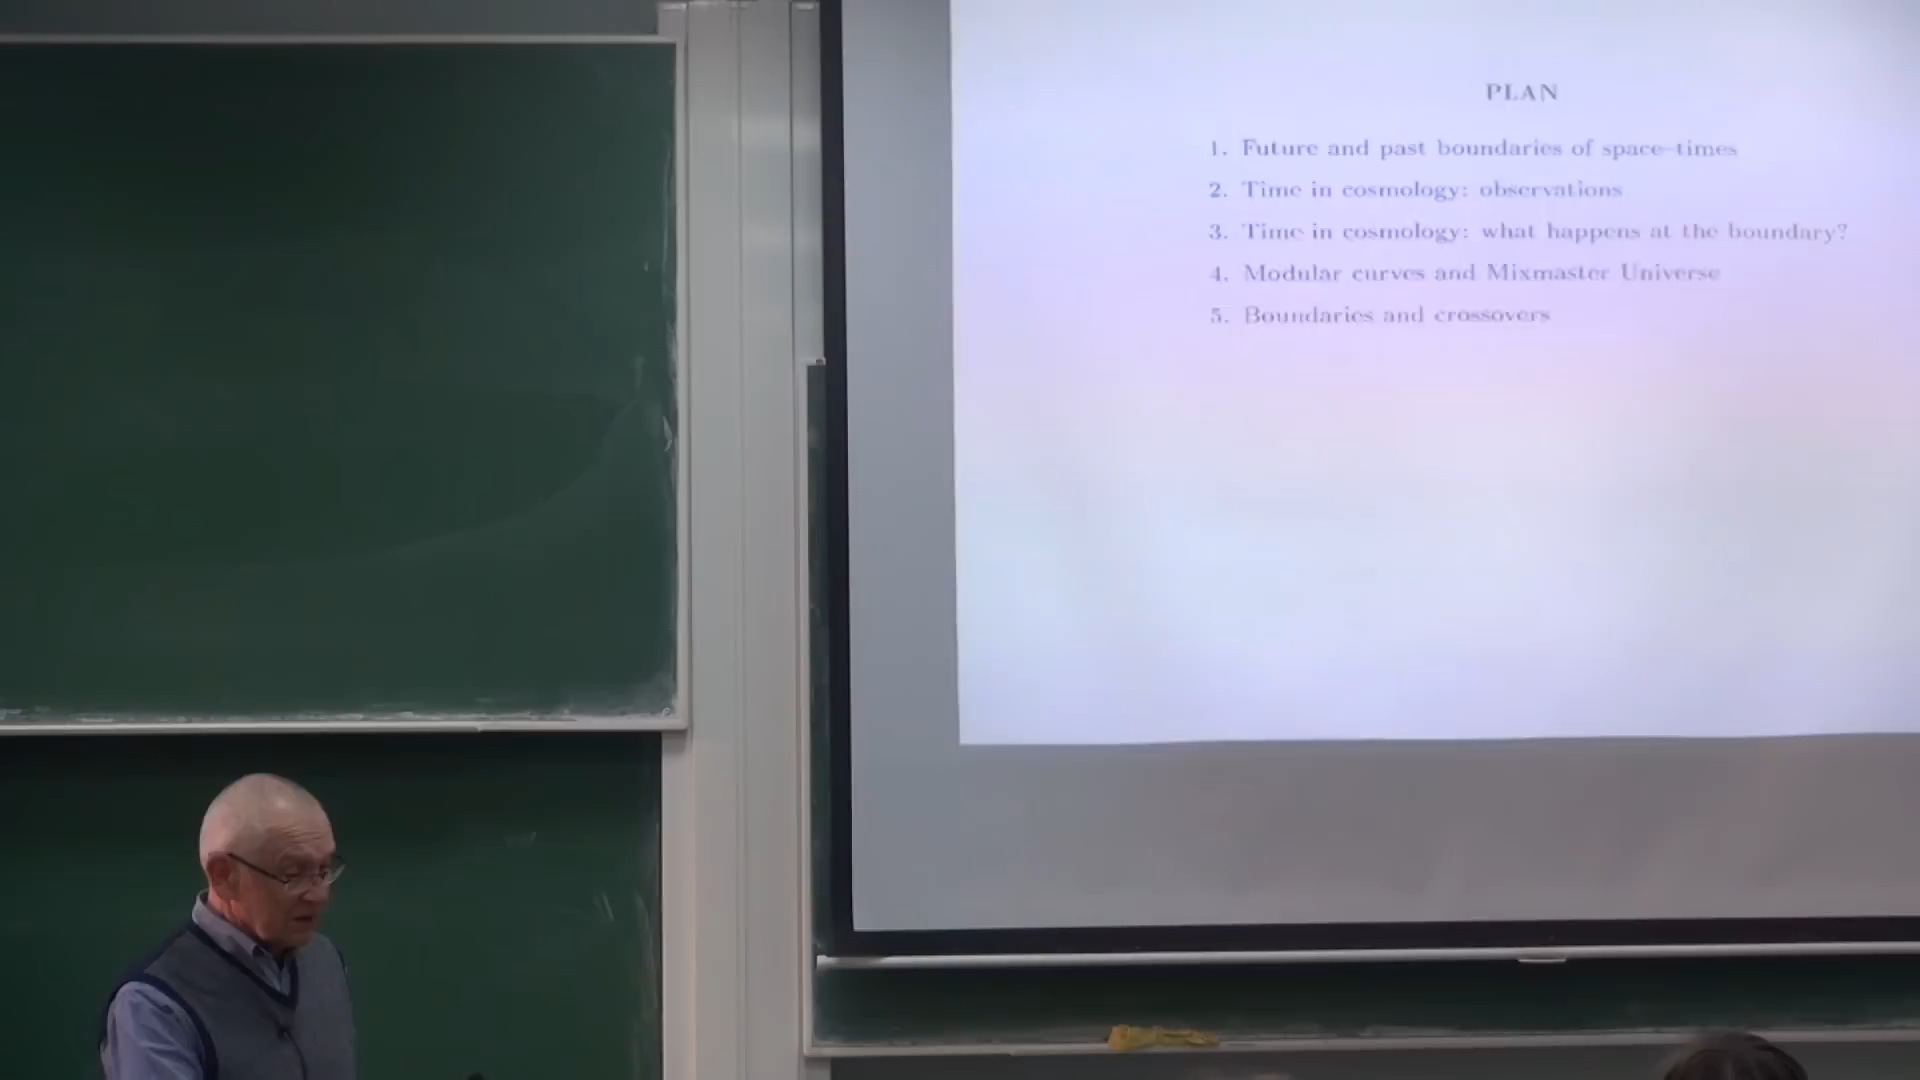 PLAN
1. Future and past boundaries of space–times
2. Time in cosmology: observations
3. Time in cosmology: what happens at the boundary?
4. Modular curves and Mixmaster Universe
5. Boundaries and crossovers